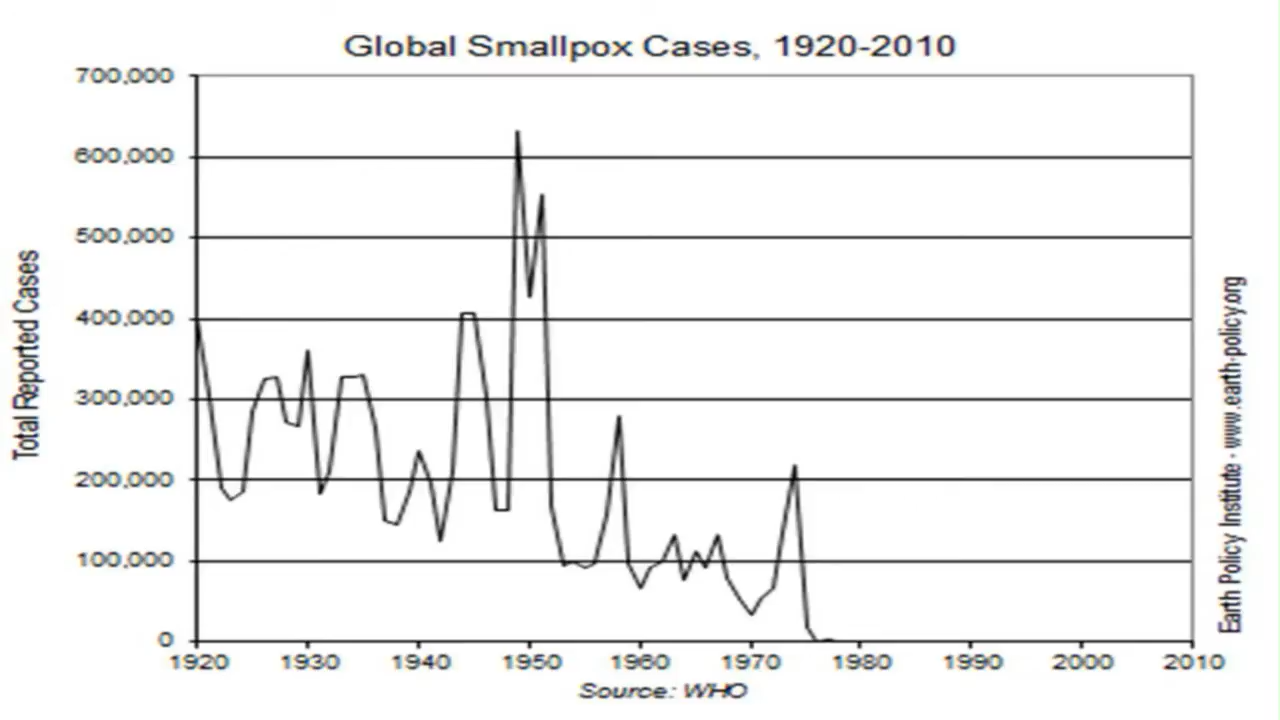 Global Smallpox Cases, 1920-2010
700,000
600,000
500,000
400,000
300,000
200,000
100,000
0
Total Reported Cases
1920 1930 1940 1950 1960 1970 1980 1990 2000 2010
Source: WHO
Earth Policy Institute - www.earth-policy.org